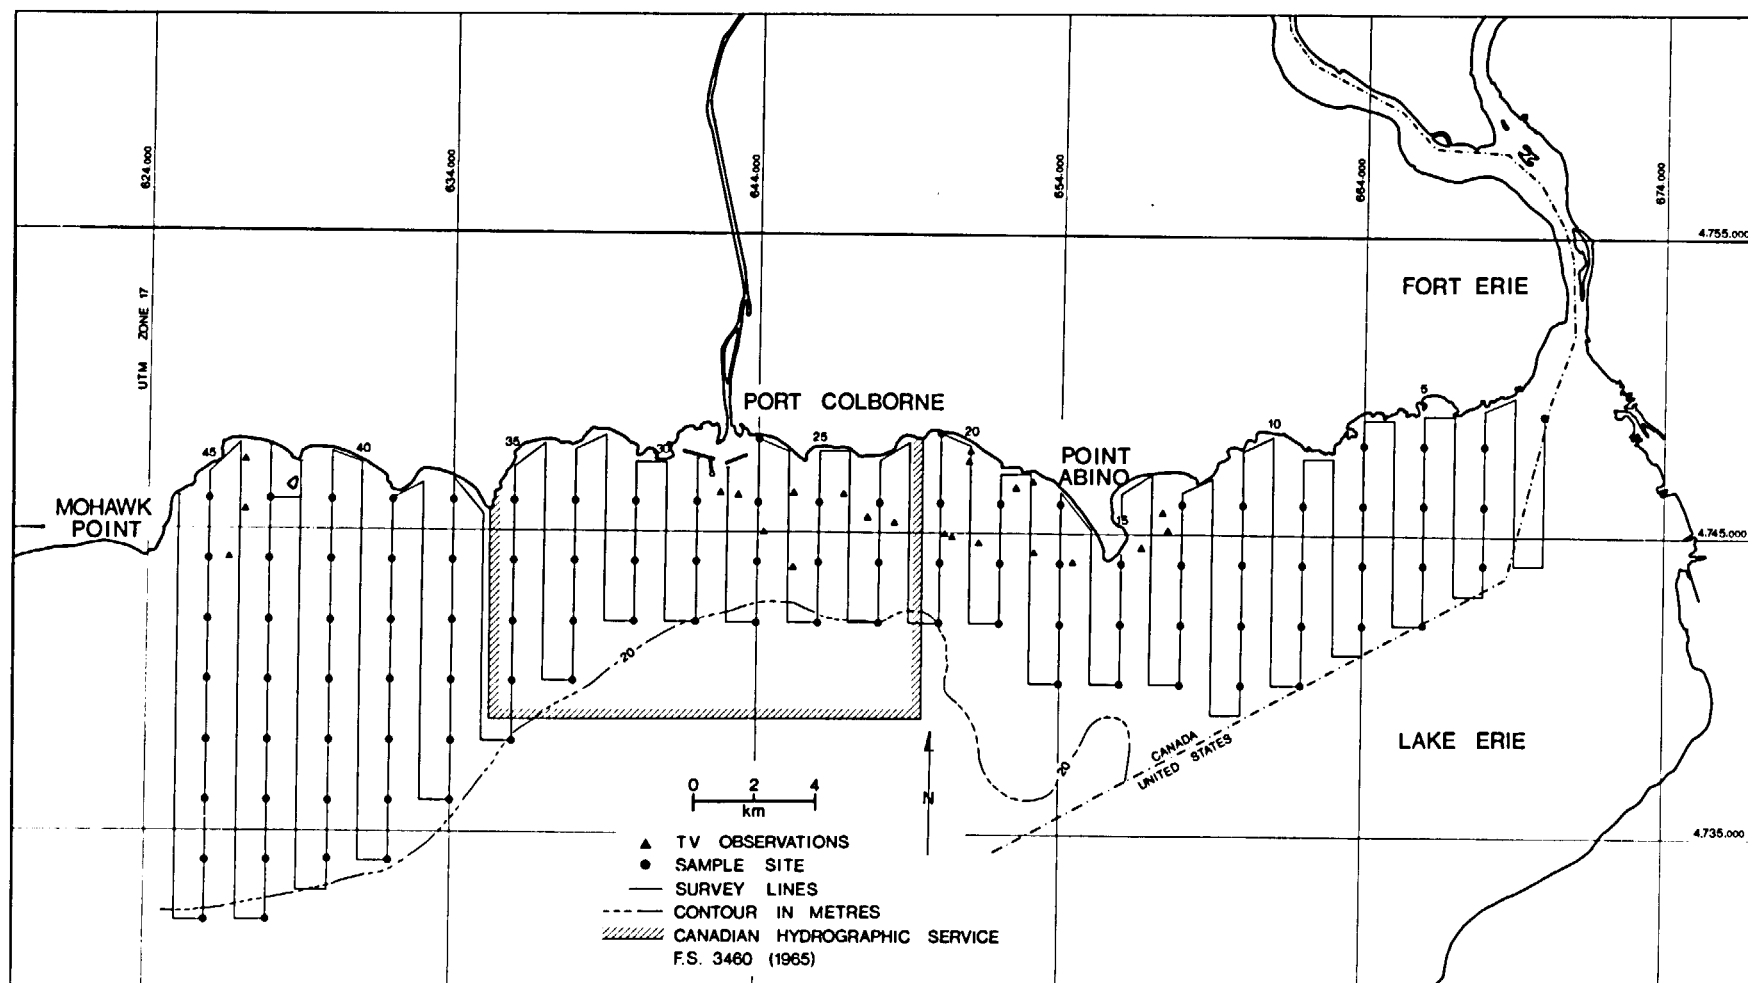 624.000
634.000
644.000
654.000
664.000
674.000
4.755.000
UTM ZONE 17
FORT ERIE
PORT COLBORNE
5
10
45
40
35
30
25
20
POINT
ABINO
15
MOHAWK
POINT
4.745.000
20
LAKE ERIE
CANADA
UNITED STATES
20
0 2 4
km
N
4.735.000
TV OBSERVATIONS
SAMPLE SITE
SURVEY LINES
CONTOUR IN METRES
CANADIAN HYDROGRAPHIC SERVICE
F.S. 3460 (1965)